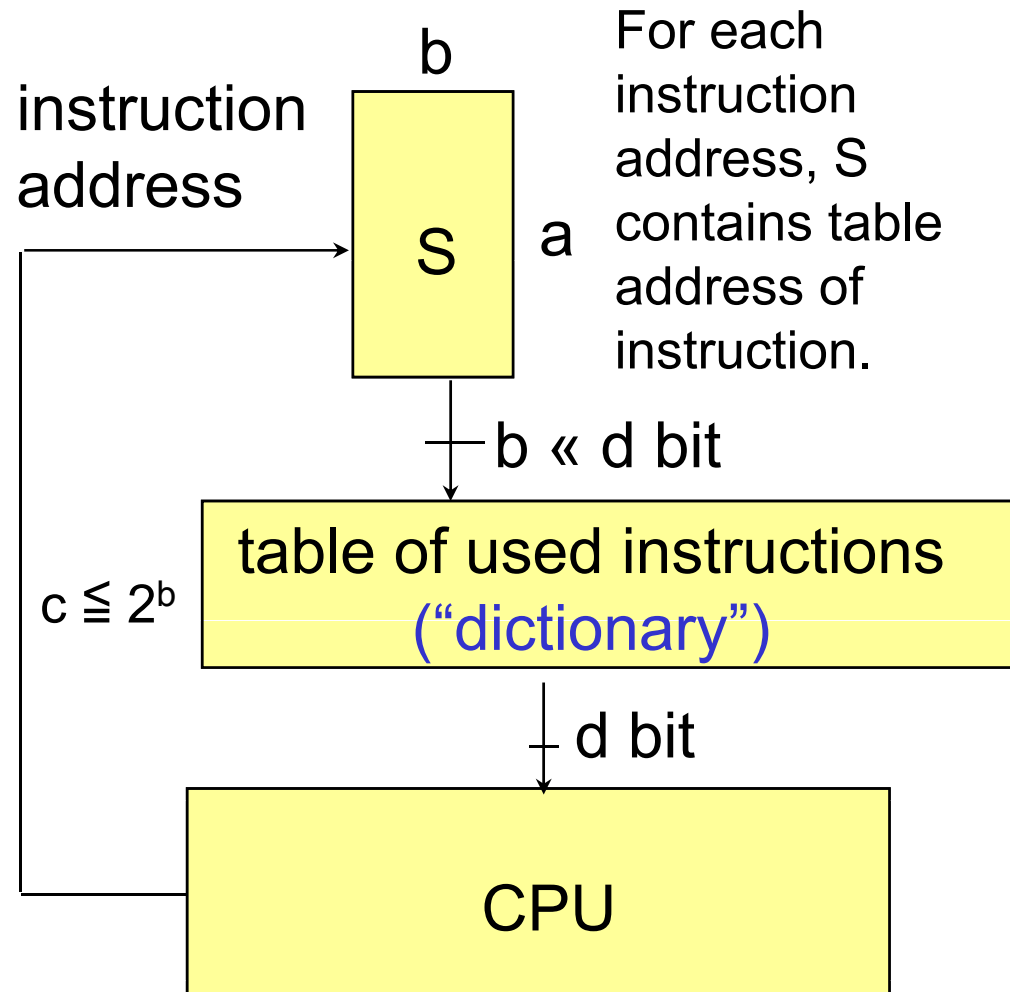 b
For each
instruction
address, S
contains table
address of
instruction.
instruction
address
S
a
b « d bit
table of used instructions
(“dictionary”)
c ≦ 2ᵇ
d bit
CPU